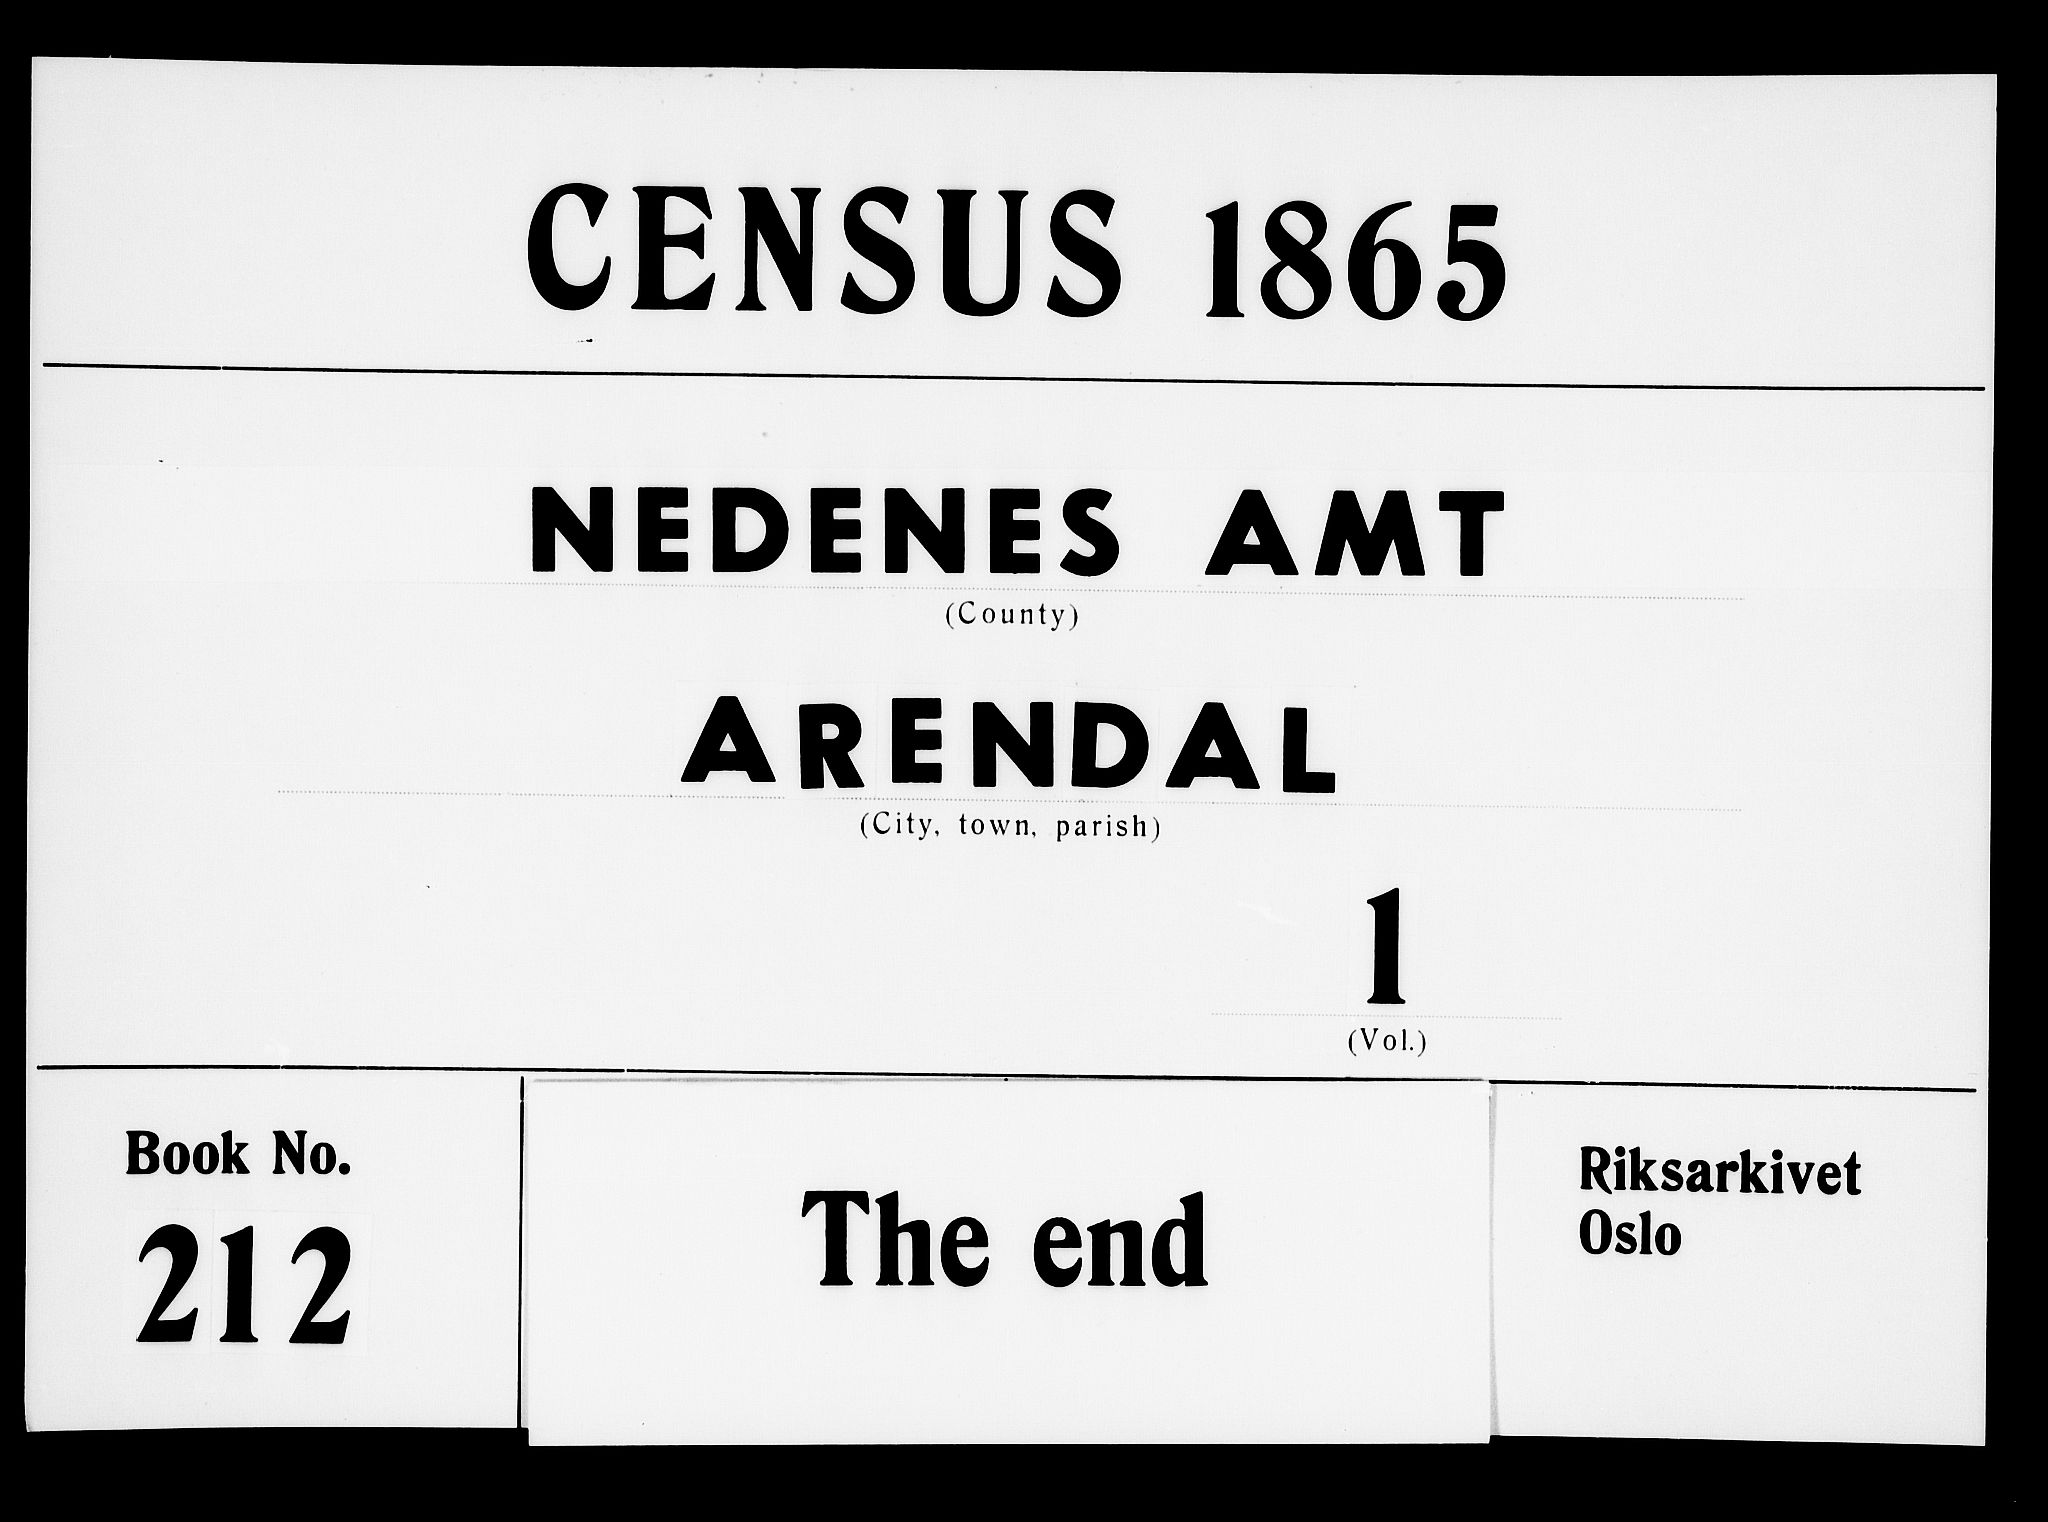 CENSUS 1865
NEDENES AMT
(County)
ARENDAL
(City, town, parish)
1
(Vol.)
Book No.
212
The end
Riksarkivet
Oslo